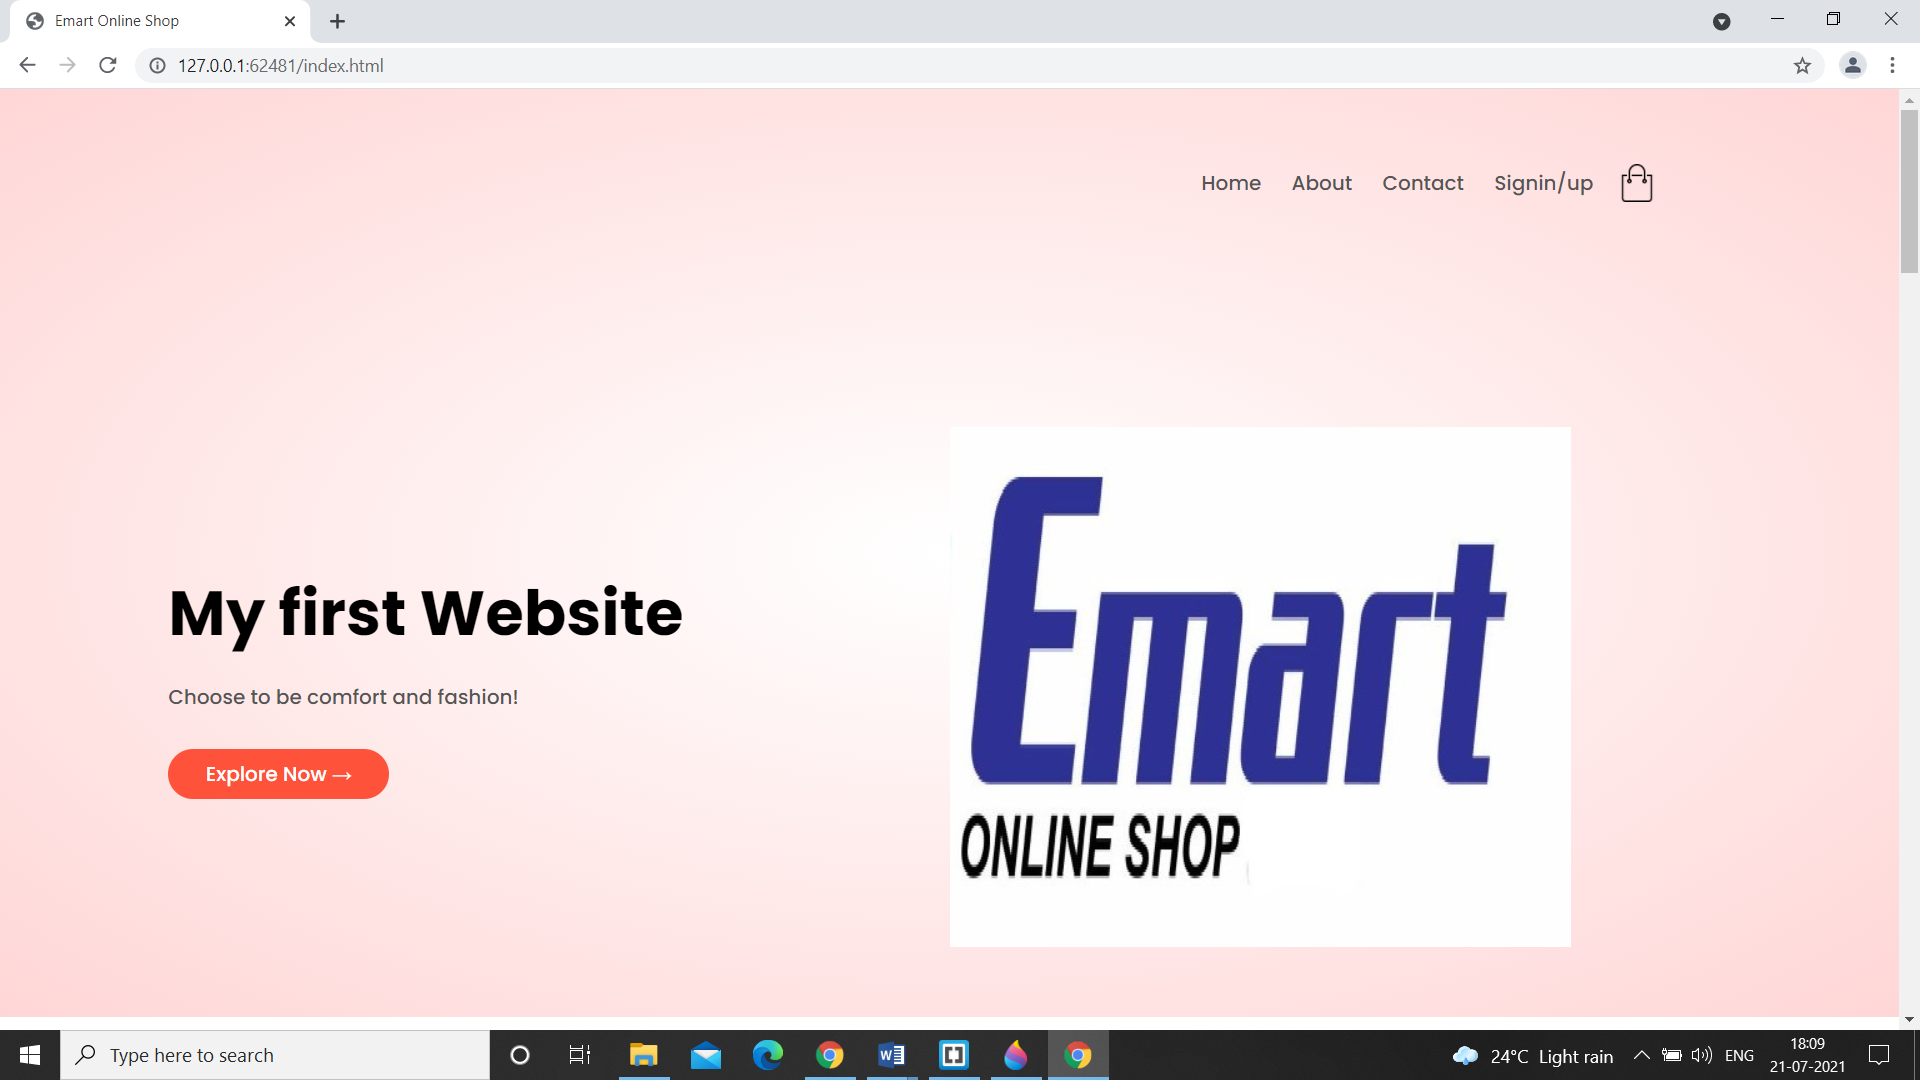 Emart Online Shop
127.0.0.1:62481/index.html
Home About Contact Signin/up
My first Website
Choose to be comfort and fashion!
Explore Now →
Emart
ONLINE SHOP
Type here to search
24°C Light rain
ENG
18:09
21-07-2021